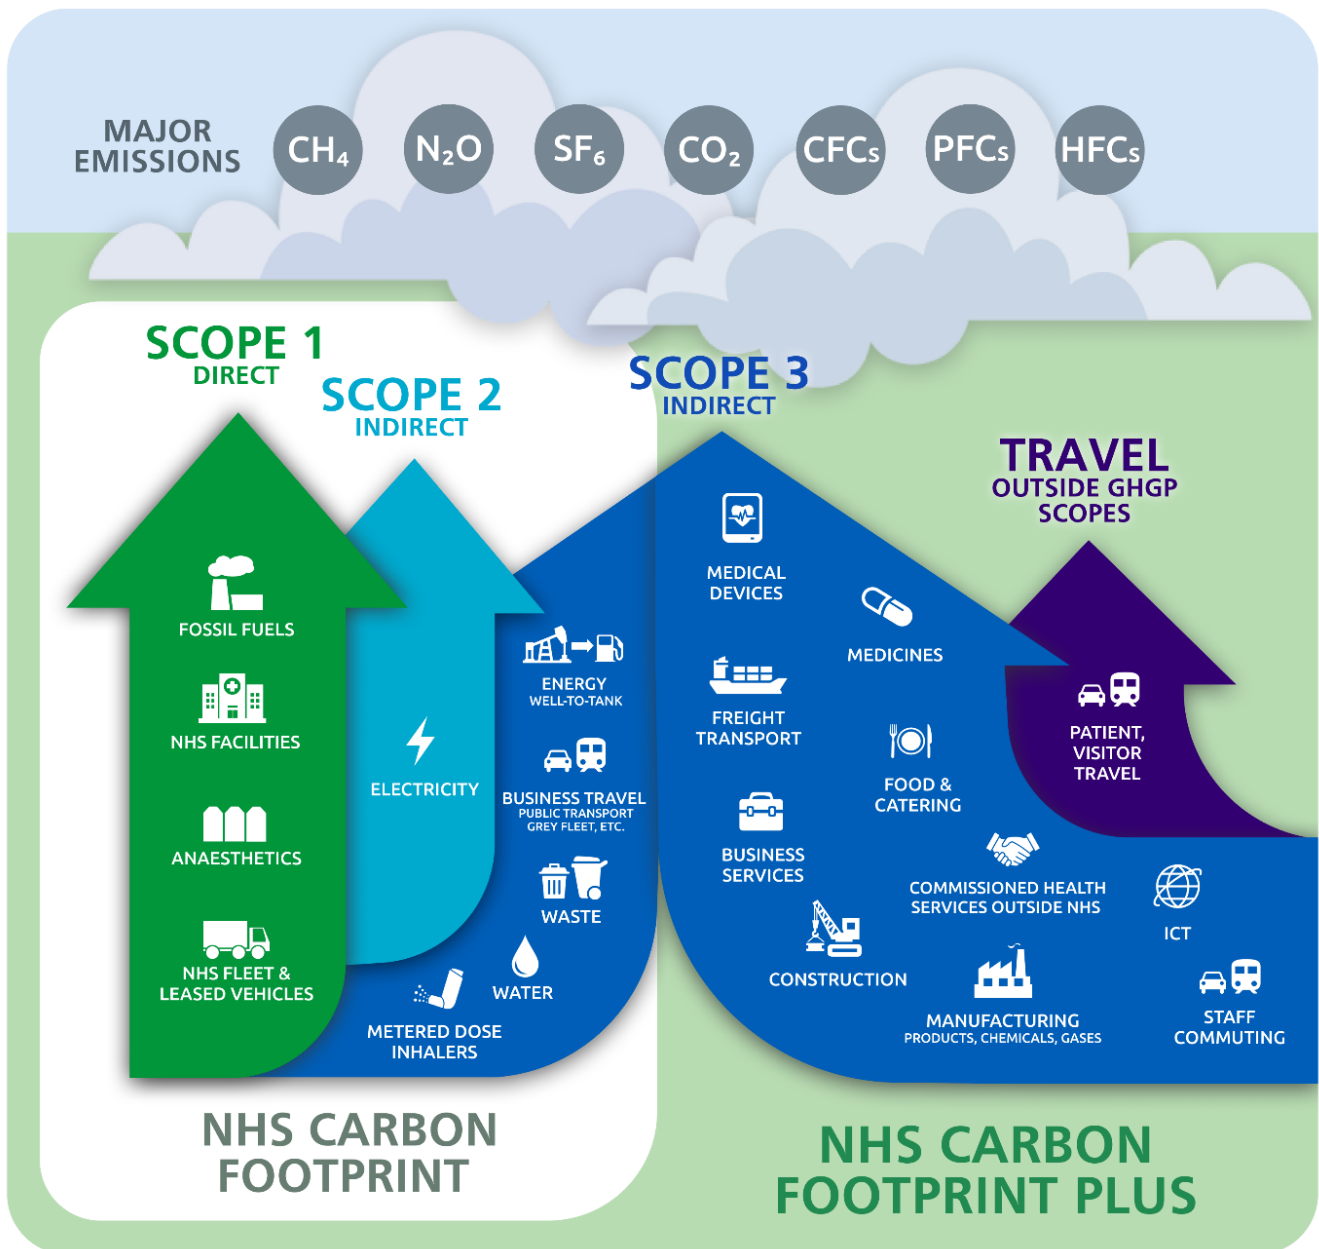 MAJOR
EMISSIONS
CH₄
N₂O
SF₆
CO₂
CFCs
PFCs
HFCs
SCOPE 1
DIRECT
FOSSIL FUELS
NHS FACILITIES
ANAESTHETICS
NHS FLEET &
LEASED VEHICLES
SCOPE 2
INDIRECT
ELECTRICITY
SCOPE 3
INDIRECT
ENERGY
WELL-TO-TANK
BUSINESS TRAVEL
PUBLIC TRANSPORT
GREY FLEET, ETC.
WASTE
WATER
METERED DOSE
INHALERS
MEDICAL
DEVICES
MEDICINES
FREIGHT
TRANSPORT
FOOD &
CATERING
BUSINESS
SERVICES
COMMISSIONED HEALTH
SERVICES OUTSIDE NHS
ICT
CONSTRUCTION
MANUFACTURING
PRODUCTS, CHEMICALS, GASES
STAFF
COMMUTING
TRAVEL
OUTSIDE GHGP
SCOPES
PATIENT,
VISITOR
TRAVEL
NHS CARBON
FOOTPRINT
NHS CARBON
FOOTPRINT PLUS